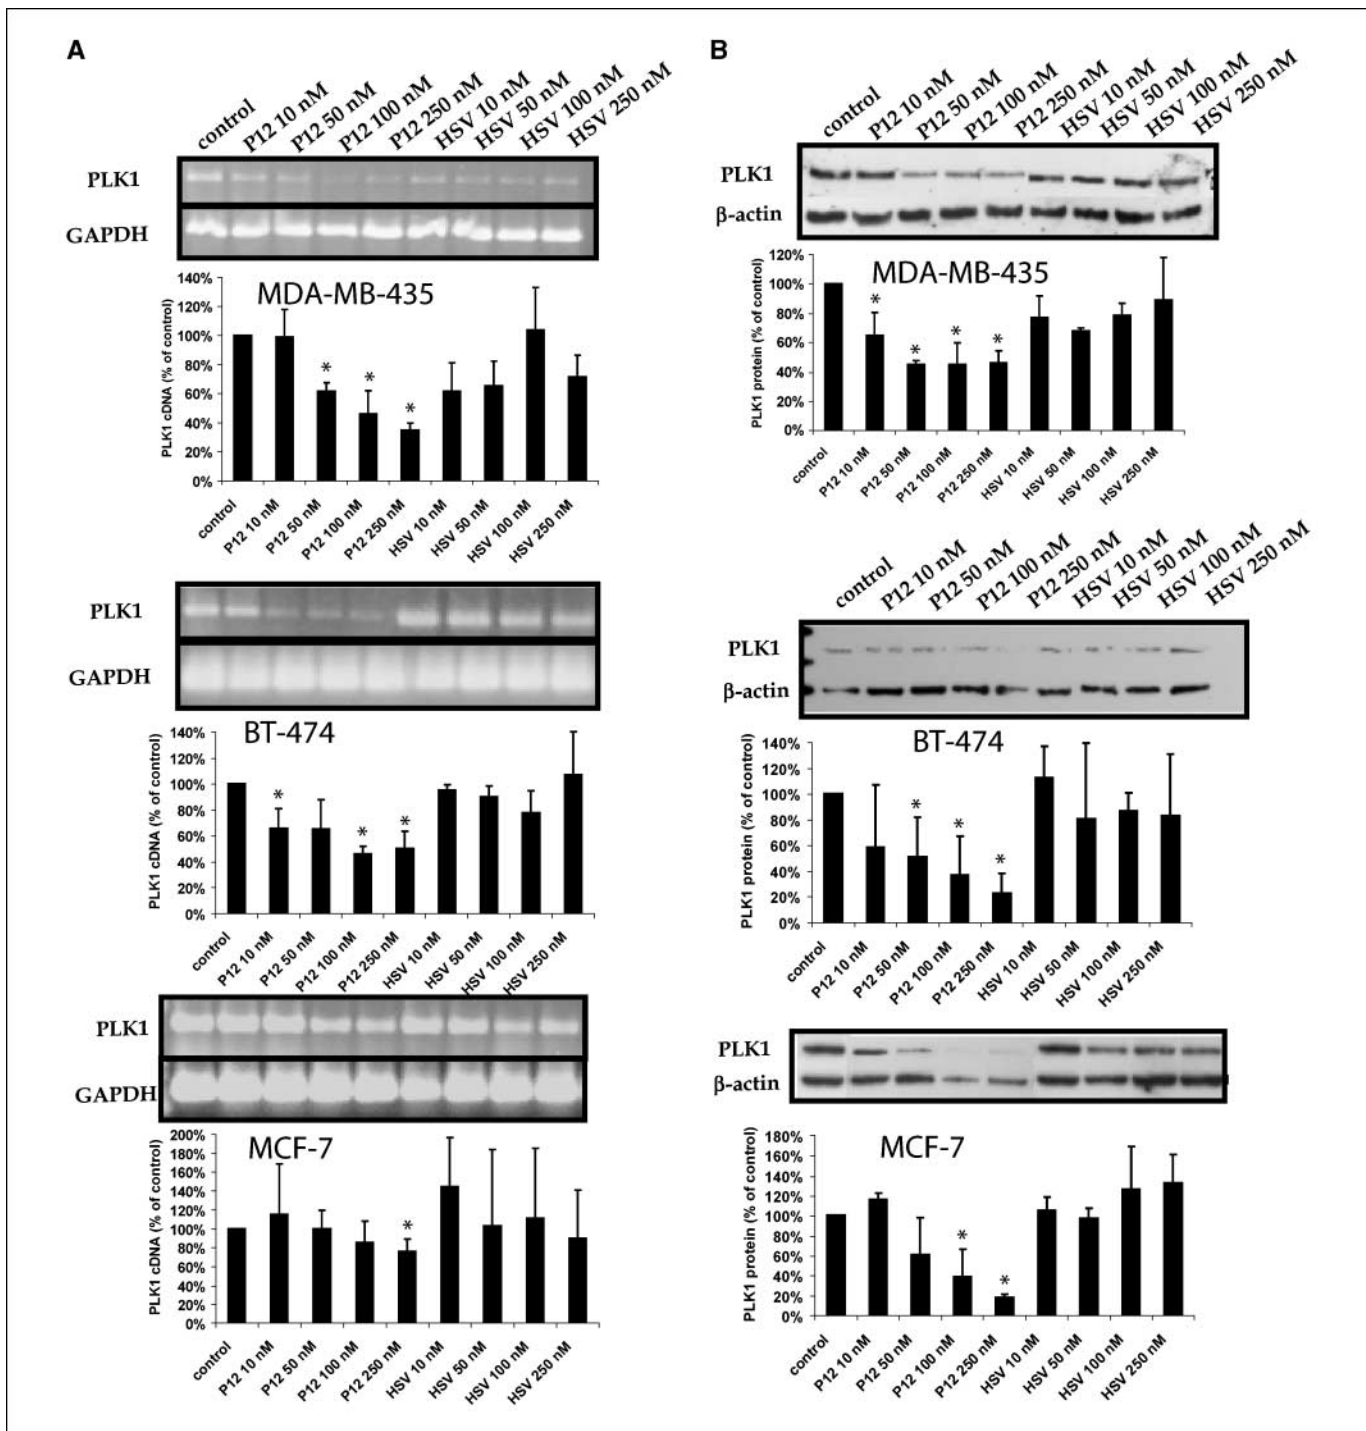 A
control P12 10 nM P12 50 nM P12 100 nM P12 250 nM HSV 10 nM HSV 50 nM HSV 100 nM HSV 250 nM
PLK1
GAPDH
MDA-MB-435
PLK1 cDNA (% of control)
140%
120%
100%
80%
60%
40%
20%
0%
* * *
control P12 10 nM P12 50 nM P12 100 nM P12 250 nM HSV 10 nM HSV 50 nM HSV 100 nM HSV 250 nM
PLK1
GAPDH
BT-474
PLK1 cDNA (% of control)
140%
120%
100%
80%
60%
40%
20%
0%
* * *
control P12 10 nM P12 50 nM P12 100 nM P12 250 nM HSV 10 nM HSV 50 nM HSV 100 nM HSV 250 nM
PLK1
GAPDH
MCF-7
PLK1 cDNA (% of control)
200%
180%
160%
140%
120%
100%
80%
60%
40%
20%
0%
*
control P12 10 nM P12 50 nM P12 100 nM P12 250 nM HSV 10 nM HSV 50 nM HSV 100 nM HSV 250 nM
B
control P12 10 nM P12 50 nM P12 100 nM P12 250 nM HSV 10 nM HSV 50 nM HSV 100 nM HSV 250 nM
PLK1
β-actin
MDA-MB-435
PLK1 protein (% of control)
120%
100%
80%
60%
40%
20%
0%
* * * *
control P12 10 nM P12 50 nM P12 100 nM P12 250 nM HSV 10 nM HSV 50 nM HSV 100 nM HSV 250 nM
control P12 10 nM P12 50 nM P12 100 nM P12 250 nM HSV 10 nM HSV 50 nM HSV 100 nM HSV 250 nM
PLK1
β-actin
BT-474
PLK1 protein (% of control)
140%
120%
100%
80%
60%
40%
20%
0%
* * *
control P12 10 nM P12 50 nM P12 100 nM P12 250 nM HSV 10 nM HSV 50 nM HSV 100 nM HSV 250 nM
PLK1
β-actin
MCF-7
PLK1 protein (% of control)
180%
160%
140%
120%
100%
80%
60%
40%
20%
0%
* *
control P12 10 nM P12 50 nM P12 100 nM P12 250 nM HSV 10 nM HSV 50 nM HSV 100 nM HSV 250 nM